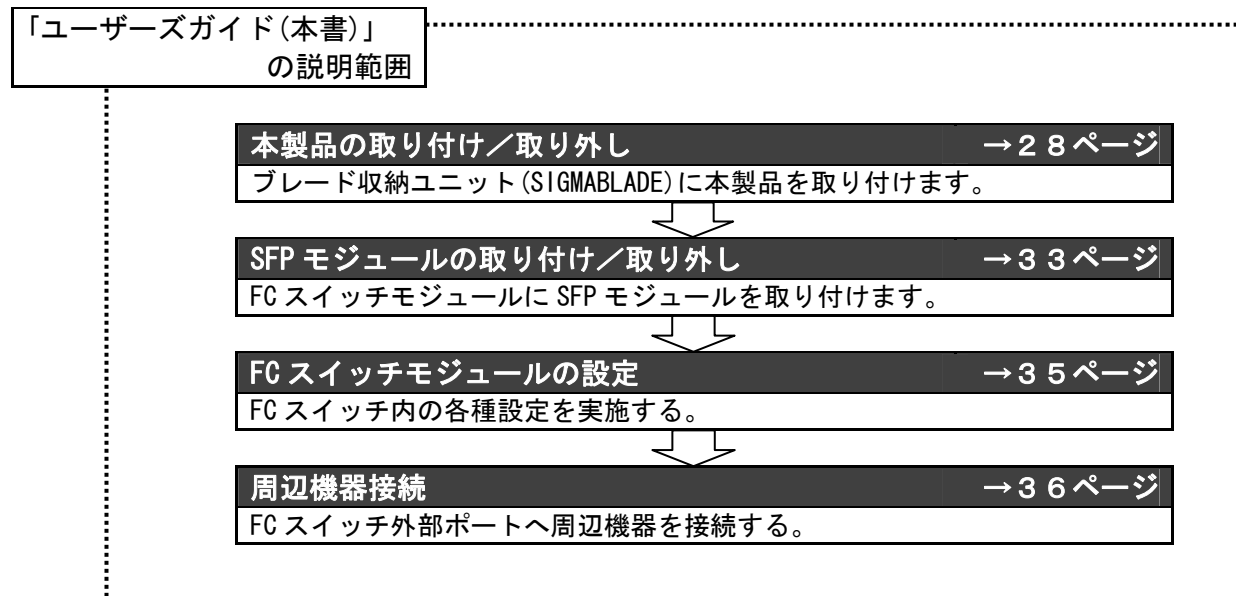 「ユーザーズガイド(本書)」
の説明範囲
本製品の取り付け／取り外し →２８ページ
ブレード収納ユニット(SIGMABLADE)に本製品を取り付けます。
SFP モジュールの取り付け／取り外し →３３ページ
FC スイッチモジュールに SFP モジュールを取り付けます。
FC スイッチモジュールの設定 →３５ページ
FC スイッチ内の各種設定を実施する。
周辺機器接続 →３６ページ
FC スイッチ外部ポートへ周辺機器を接続する。